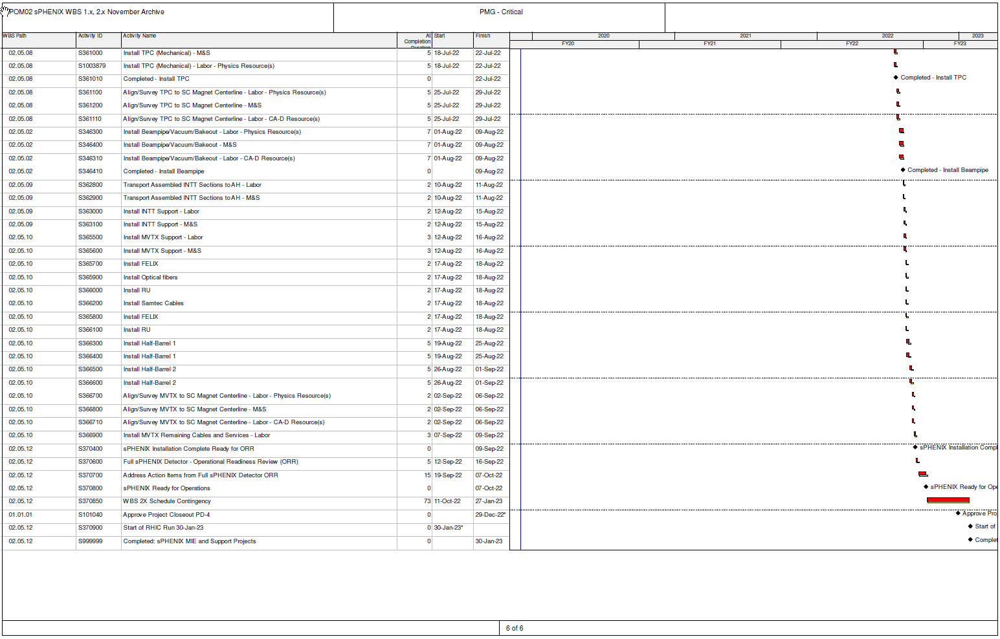 POM02 sPHENIX WBS 1.x, 2.x November Archive PMG - Critical
WBS Path Activity ID Activity Name At Completion Duration Start Finish 2020 2021 2022 2023
FY20 FY21 FY22 FY23
02.05.08 S361000 Install TPC (Mechanical) - M&S 5 18-Jul-22 22-Jul-22
02.05.08 S1003879 Install TPC (Mechanical) - Labor - Physics Resource(s) 5 18-Jul-22 22-Jul-22
02.05.08 S361010 Completed - Install TPC 0 22-Jul-22 Completed - Install TPC
02.05.08 S361100 Align/Survey TPC to SC Magnet Centerline - Labor - Physics Resource(s) 5 25-Jul-22 29-Jul-22
02.05.08 S361200 Align/Survey TPC to SC Magnet Centerline - M&S 5 25-Jul-22 29-Jul-22
02.05.08 S361110 Align/Survey TPC to SC Magnet Centerline - Labor - CA-D Resource(s) 5 25-Jul-22 29-Jul-22
02.05.02 S346300 Install Beampipe/Vacuum/Bakeout - Labor - Physics Resource(s) 7 01-Aug-22 09-Aug-22
02.05.02 S346400 Install Beampipe/Vacuum/Bakeout - M&S 7 01-Aug-22 09-Aug-22
02.05.02 S346310 Install Beampipe/Vacuum/Bakeout - Labor - CA-D Resource(s) 7 01-Aug-22 09-Aug-22
02.05.02 S346410 Completed - Install Beampipe 0 09-Aug-22 Completed - Install Beampipe
02.05.09 S362800 Transport Assembled INTT Sections to AH - Labor 2 10-Aug-22 11-Aug-22
02.05.09 S362900 Transport Assembled INTT Sections to AH - M&S 2 10-Aug-22 11-Aug-22
02.05.09 S363000 Install INTT Support - Labor 2 12-Aug-22 15-Aug-22
02.05.09 S363100 Install INTT Support - M&S 2 12-Aug-22 15-Aug-22
02.05.10 S365500 Install MVTX Support - Labor 3 12-Aug-22 16-Aug-22
02.05.10 S365600 Install MVTX Support - M&S 3 12-Aug-22 16-Aug-22
02.05.10 S365700 Install FELIX 2 17-Aug-22 18-Aug-22
02.05.10 S365900 Install Optical fibers 2 17-Aug-22 18-Aug-22
02.05.10 S366000 Install RU 2 17-Aug-22 18-Aug-22
02.05.10 S366200 Install Samtec Cables 2 17-Aug-22 18-Aug-22
02.05.10 S365800 Install FELIX 2 17-Aug-22 18-Aug-22
02.05.10 S366100 Install RU 2 17-Aug-22 18-Aug-22
02.05.10 S366300 Install Half-Barrel 1 5 19-Aug-22 25-Aug-22
02.05.10 S366400 Install Half-Barrel 1 5 19-Aug-22 25-Aug-22
02.05.10 S366500 Install Half-Barrel 2 5 26-Aug-22 01-Sep-22
02.05.10 S366600 Install Half-Barrel 2 5 26-Aug-22 01-Sep-22
02.05.10 S366700 Align/Survey MVTX to SC Magnet Centerline - Labor - Physics Resource(s) 2 02-Sep-22 06-Sep-22
02.05.10 S366800 Align/Survey MVTX to SC Magnet Centerline - M&S 2 02-Sep-22 06-Sep-22
02.05.10 S366710 Align/Survey MVTX to SC Magnet Centerline - Labor - CA-D Resource(s) 2 02-Sep-22 06-Sep-22
02.05.10 S366900 Install MVTX Remaining Cables and Services - Labor 3 07-Sep-22 09-Sep-22
02.05.12 S370400 sPHENIX Installation Complete Ready for ORR 0 09-Sep-22 sPHENIX Installation Compl
02.05.12 S370600 Full sPHENIX Detector - Operational Readiness Review (ORR) 5 12-Sep-22 16-Sep-22
02.05.12 S370700 Address Action Items from Full sPHENIX Detector ORR 15 19-Sep-22 07-Oct-22
02.05.12 S370800 sPHENIX Ready for Operations 0 07-Oct-22 sPHENIX Ready for Ope
02.05.12 S370850 WBS 2X Schedule Contingency 73 11-Oct-22 27-Jan-23
01.01.01 S101040 Approve Project Closeout PD-4 0 29-Dec-22* Approve Proj
02.05.12 S370900 Start of RHIC Run 30-Jan-23 0 30-Jan-23* Start of
02.05.12 S999999 Completed: sPHENIX MIE and Support Projects 0 30-Jan-23 Complet
6 of 6